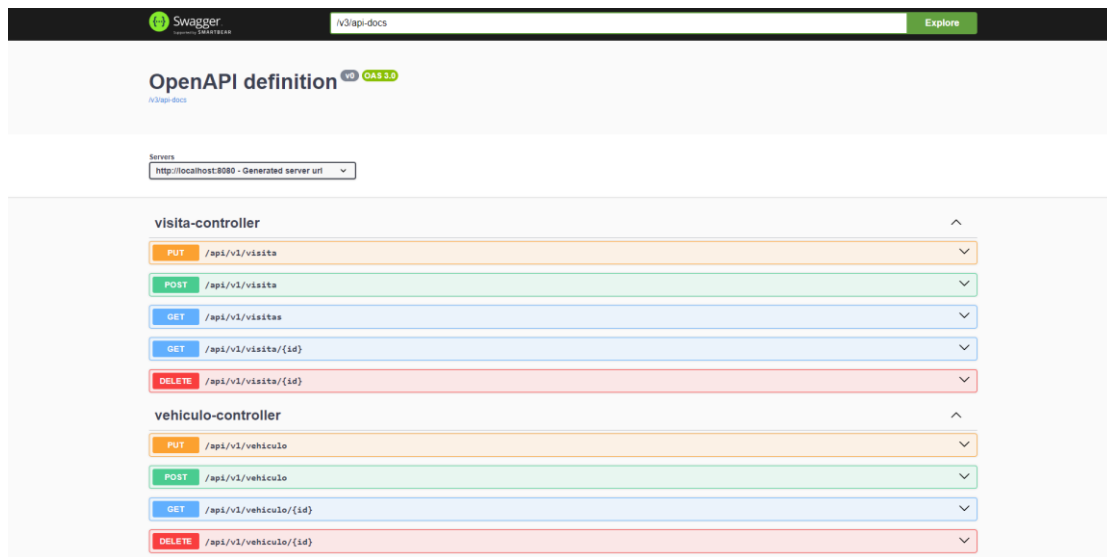 Swagger
Supported by SMARTBEAR
/v3/api-docs
Explore
OpenAPI definition v0 OAS 3.0
/v3/api-docs
Servers
http://localhost:8080 - Generated server url
visita-controller
PUT /api/v1/visita
POST /api/v1/visita
GET /api/v1/visitas
GET /api/v1/visita/{id}
DELETE /api/v1/visita/{id}
vehiculo-controller
PUT /api/v1/vehiculo
POST /api/v1/vehiculo
GET /api/v1/vehiculo/{id}
DELETE /api/v1/vehiculo/{id}